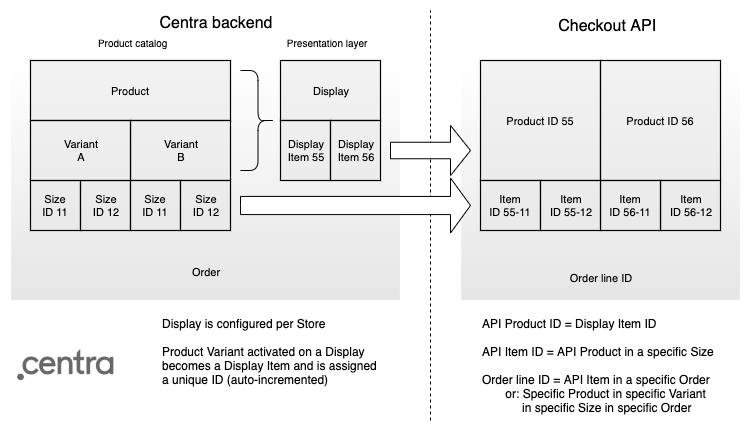 Centra backend
Product catalog
Presentation layer
Product
Variant
A
Variant
B
Size
ID 11
Size
ID 12
Size
ID 11
Size
ID 12
Display
Display
Item 55
Display
Item 56
Order
Display is configured per Store
Product Variant activated on a Display
becomes a Display Item and is assigned
a unique ID (auto-incremented)
.centra
Checkout API
Product ID 55
Product ID 56
Item
ID 55-11
Item
ID 55-12
Item
ID 56-11
Item
ID 56-12
Order line ID
API Product ID = Display Item ID
API Item ID = API Product in a specific Size
Order line ID = API Item in a specific Order
or: Specific Product in specific Variant
in specific Size in specific Order